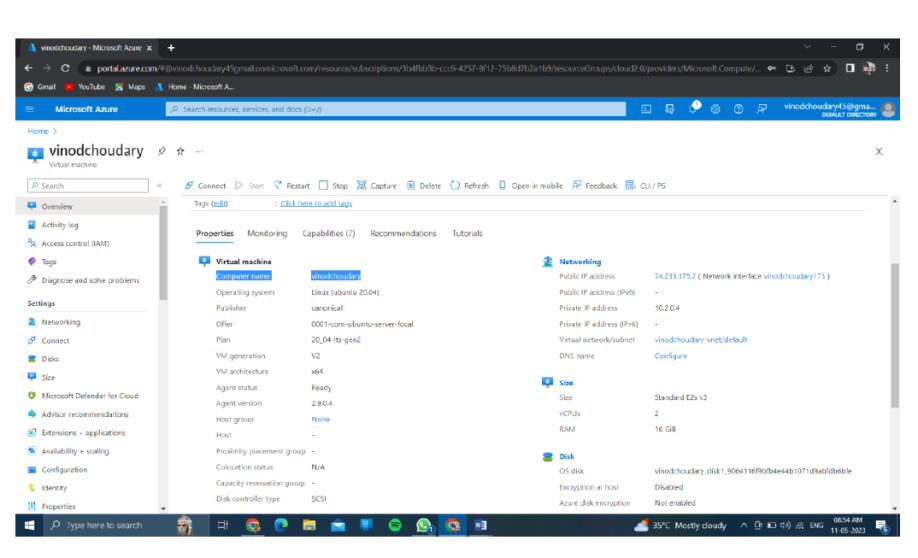 vinodchoudary - Microsoft Azure
portal.azure.com/#@vinodchoudary45gmail.onmicrosoft.com/resource/subscriptions/3b4fbb3b-ccc6-4257-8f12-75b8d7b2a1b9/resourceGroups/cloud2.0/providers/Microsoft.Compute/...
Gmail YouTube Maps Home - Microsoft A...
Microsoft Azure Search resources, services, and docs (G+/) vinodchoudary45@gma...
DEFAULT DIRECTORY
Home >
vinodchoudary ...
Virtual machine
Search « Connect Start Restart Stop Capture Delete Refresh Open in mobile Feedback CLI / PS
Overview
Activity log
Access control (IAM)
Tags
Diagnose and solve problems
Settings
Networking
Connect
Disks
Size
Microsoft Defender for Cloud
Advisor recommendations
Extensions + applications
Availability + scaling
Configuration
Identity
Properties
Tags (edit) : Click here to add tags
Properties Monitoring Capabilities (7) Recommendations Tutorials
Virtual machine
Computer name vinodchoudary
Operating system Linux (ubuntu 20.04)
Publisher canonical
Offer 0001-com-ubuntu-server-focal
Plan 20_04-lts-gen2
VM generation V2
VM architecture x64
Agent status Ready
Agent version 2.9.0.4
Host group None
Host -
Proximity placement group -
Colocation status N/A
Capacity reservation group -
Disk controller type SCSI
Networking
Public IP address 74.235.175.2 ( Network interface vinodchoudary173 )
Public IP address (IPv6) -
Private IP address 10.2.0.4
Private IP address (IPv6) -
Virtual network/subnet vinodchoudary-vnet/default
DNS name Configure
Size
Size Standard E2s v3
vCPUs 2
RAM 16 GiB
Disk
OS disk
Encryption at host Disabled
Azure disk encryption Not enabled
Type here to search 35°C Mostly cloudy ENG 08:54 AM
11-05-2023